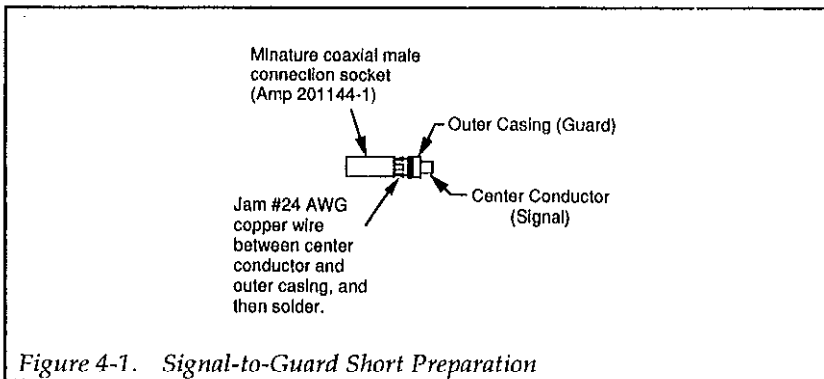 Minature coaxial male
connection socket
(Amp 201144-1)
Outer Casing (Guard)
Center Conductor
(Signal)
Jam #24 AWG
copper wire
between center
conductor and
outer casing, and
then solder.
Figure 4-1. Signal-to-Guard Short Preparation